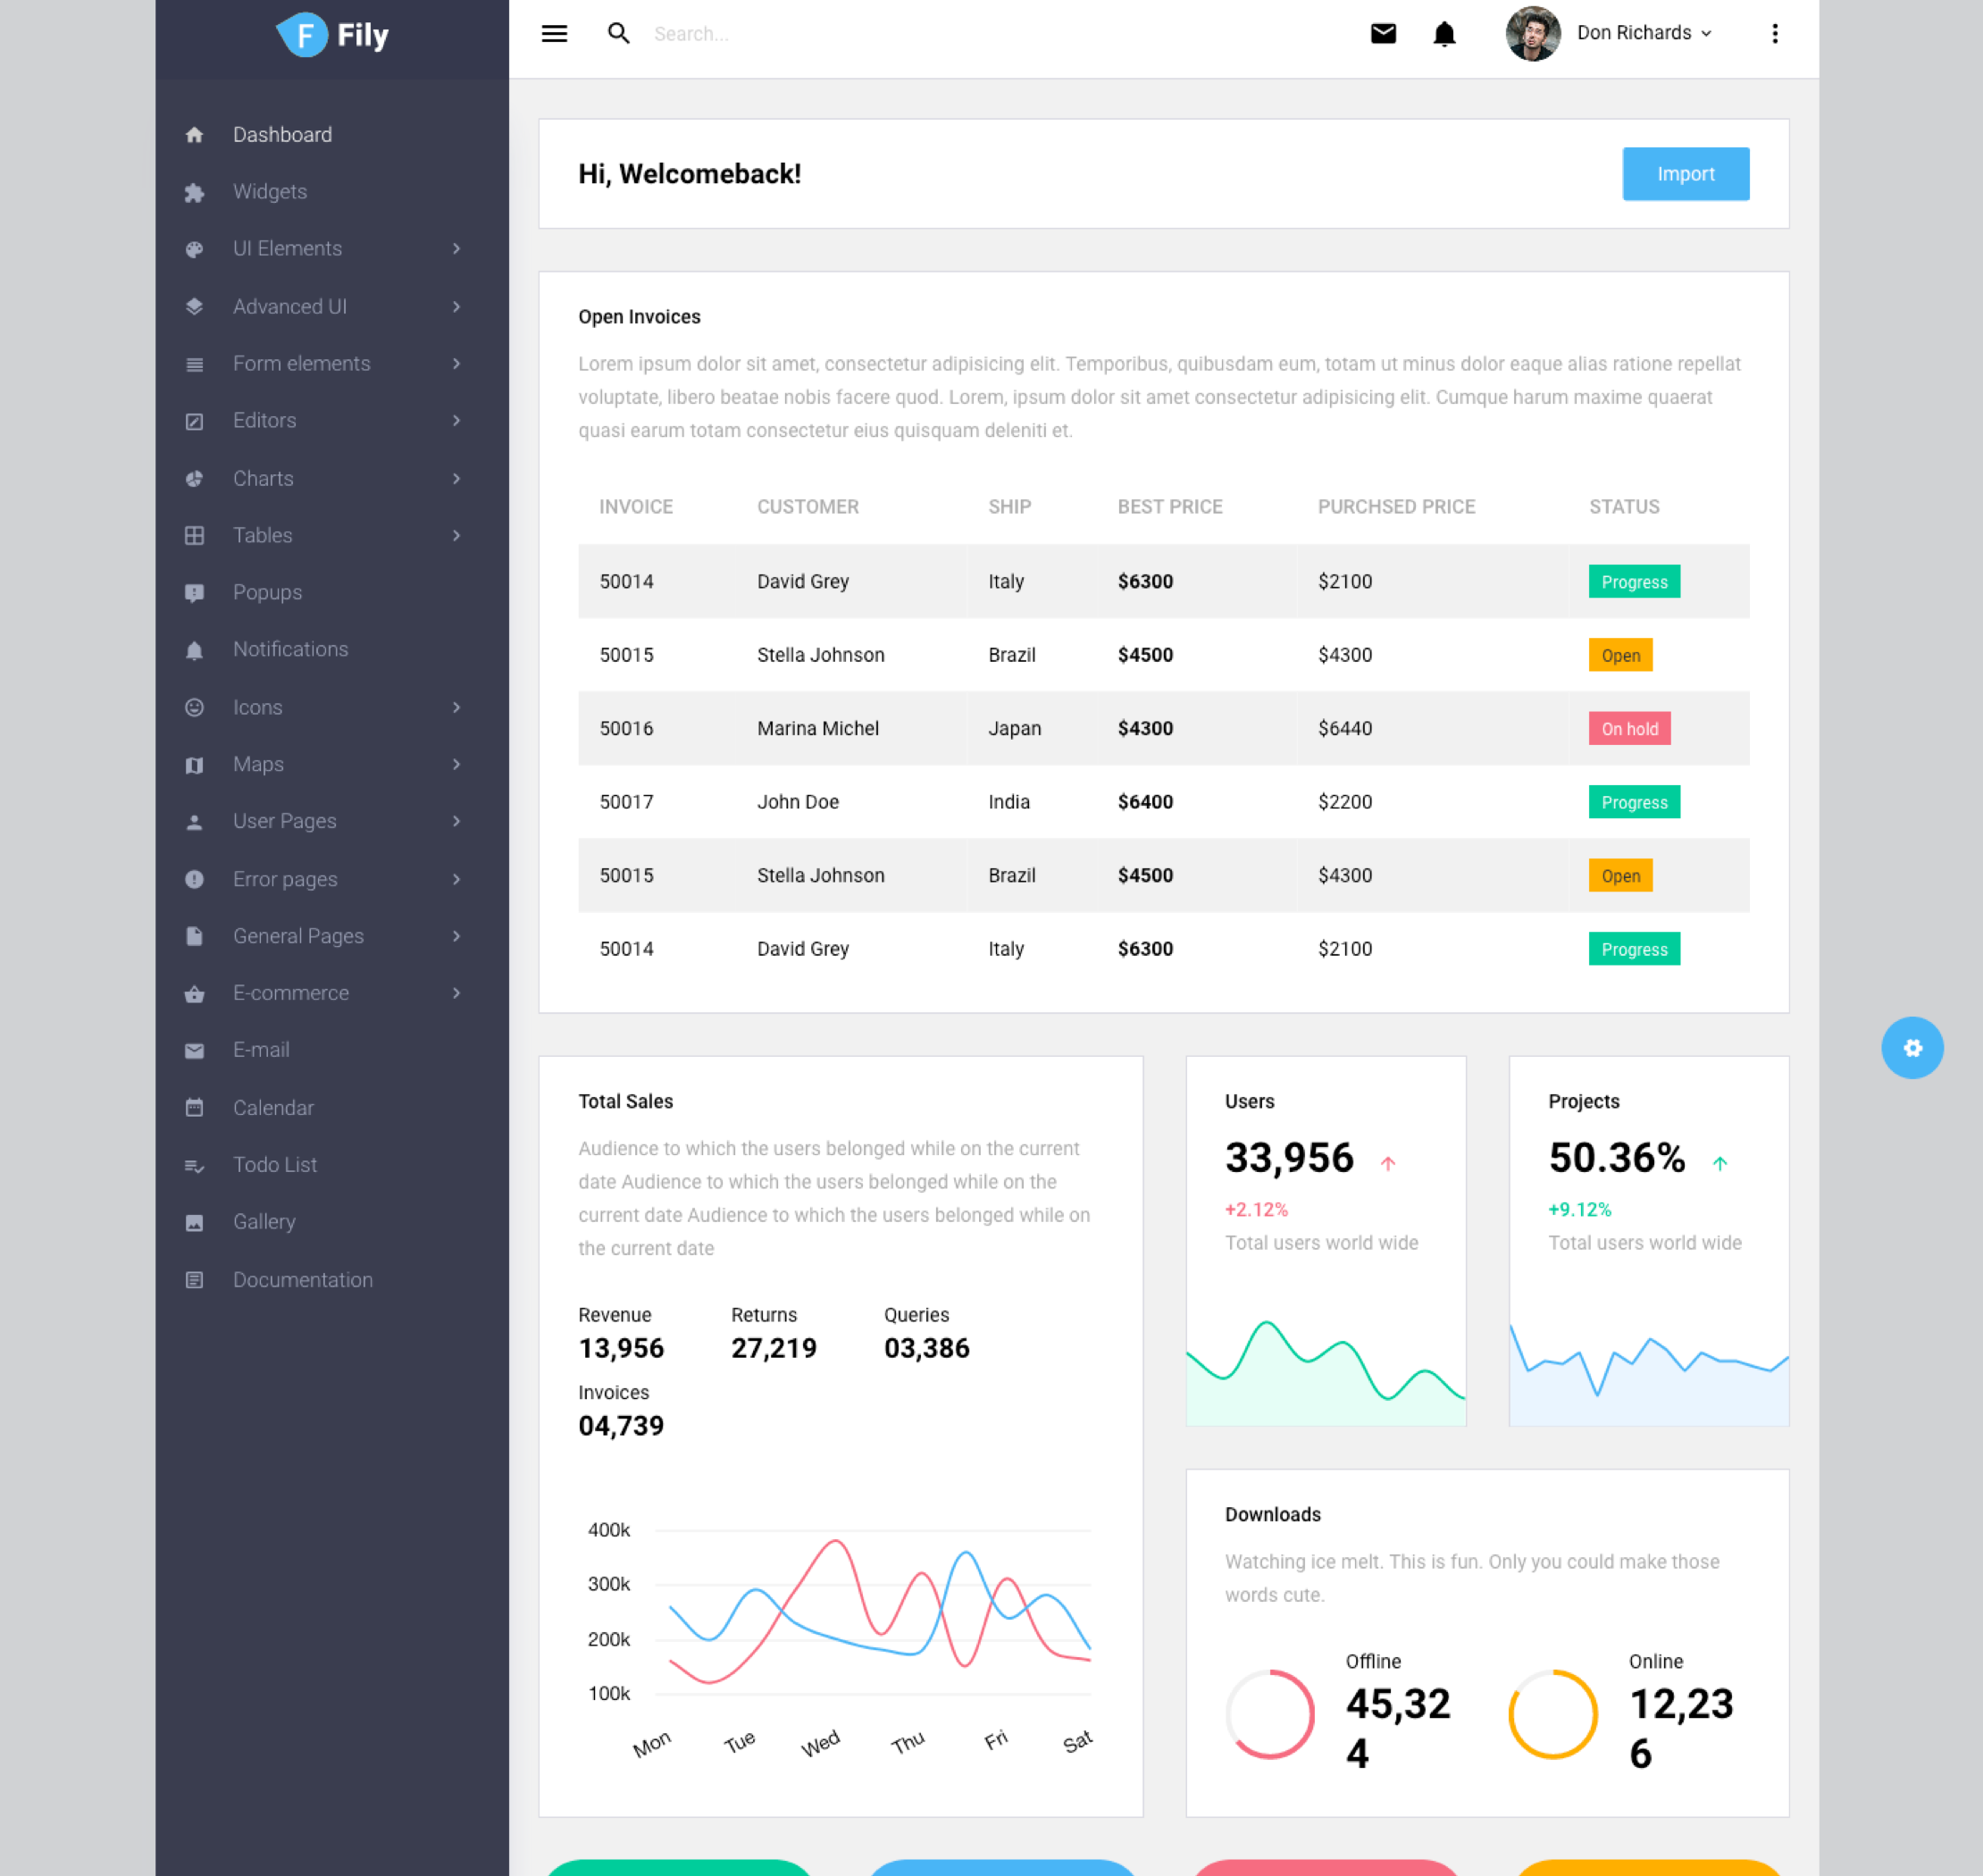 F Fily
Search...
Don Richards
Dashboard
Widgets
UI Elements
Advanced UI
Form elements
Editors
Charts
Tables
Popups
Notifications
Icons
Maps
User Pages
Error pages
General Pages
E-commerce
E-mail
Calendar
Todo List
Gallery
Documentation
Hi, Welcomeback!
Import
Open Invoices
Lorem ipsum dolor sit amet, consectetur adipisicing elit. Temporibus, quibusdam eum, totam ut minus dolor eaque alias ratione repellat
voluptate, libero beatae nobis facere quod. Lorem, ipsum dolor sit amet consectetur adipisicing elit. Cumque harum maxime quaerat
quasi earum totam consectetur eius quisquam deleniti et.
INVOICE CUSTOMER SHIP BEST PRICE PURCHSED PRICE STATUS
50014 David Grey Italy $6300 $2100 Progress
50015 Stella Johnson Brazil $4500 $4300 Open
50016 Marina Michel Japan $4300 $6440 On hold
50017 John Doe India $6400 $2200 Progress
50015 Stella Johnson Brazil $4500 $4300 Open
50014 David Grey Italy $6300 $2100 Progress
Total Sales
Audience to which the users belonged while on the current
date Audience to which the users belonged while on the
current date Audience to which the users belonged while on
the current date
Revenue Returns Queries
13,956 27,219 03,386
Invoices
04,739
400k
300k
200k
100k
Mon Tue Wed Thu Fri Sat
Users
33,956
+2.12%
Total users world wide
Projects
50.36%
+9.12%
Total users world wide
Downloads
Watching ice melt. This is fun. Only you could make those
words cute.
Offline
45,32
4
Online
12,23
6